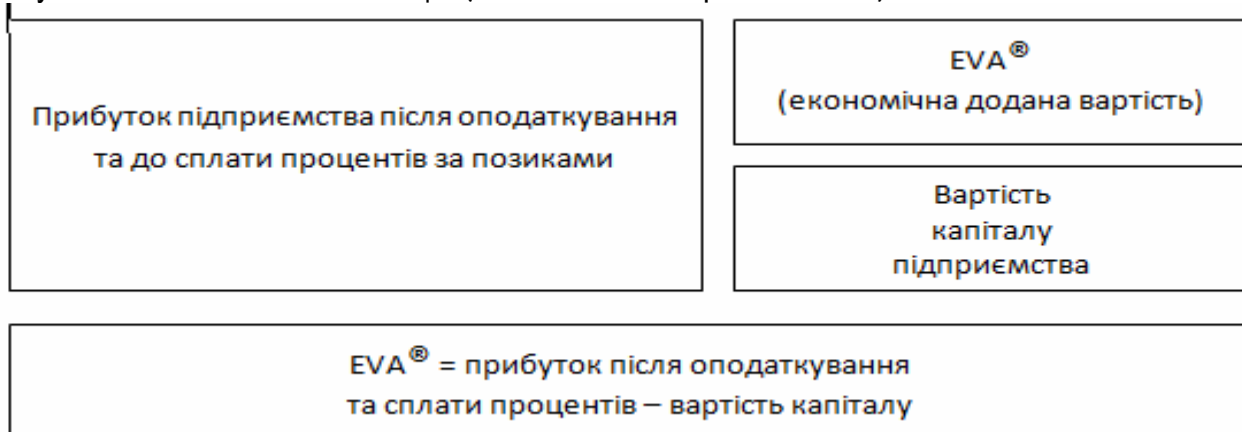 Прибуток підприємства після оподаткування
та до сплати процентів за позиками
EVA®
(економічна додана вартість)
Вартість
капіталу
підприємства
EVA® = прибуток після оподаткування
та сплати процентів – вартість капіталу